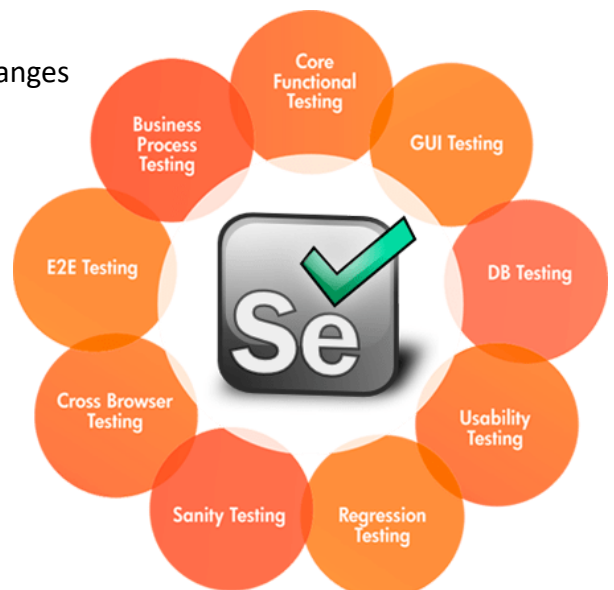 anges
Core
Functional
Testing
GUI Testing
DB Testing
Usability
Testing
Regression
Testing
Sanity Testing
Cross Browser
Testing
E2E Testing
Business
Process
Testing
Se